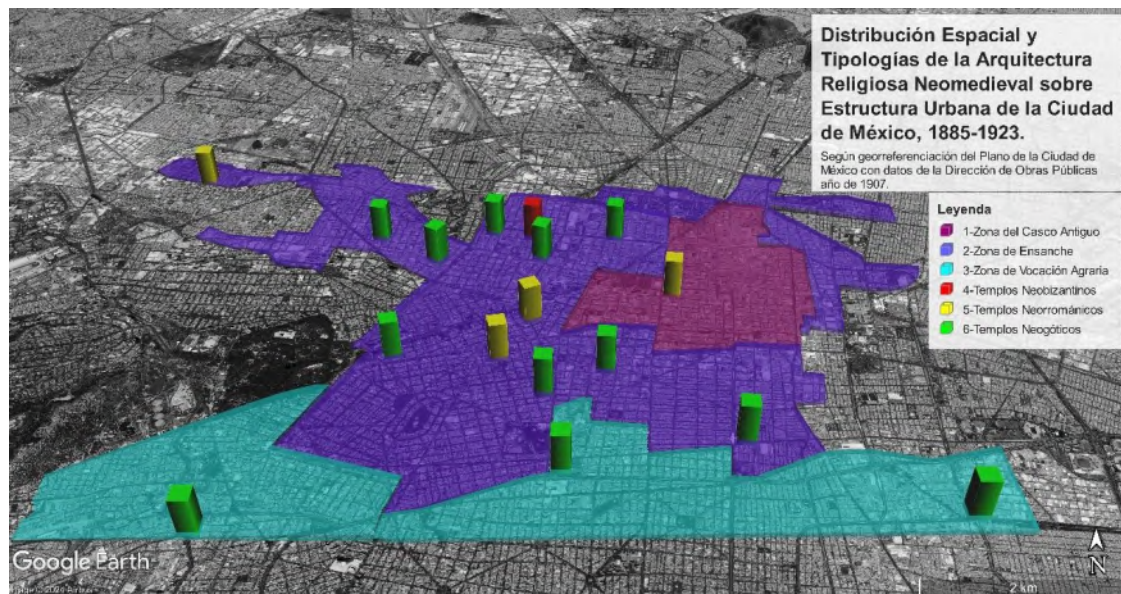 Distribución Espacial y
Tipologías de la Arquitectura
Religiosa Neomedieval sobre
Estructura Urbana de la Ciudad
de México, 1885-1923.
Según georreferenciación del Plano de la Ciudad de
México con datos de la Dirección de Obras Públicas
año de 1907.
Leyenda
1-Zona del Casco Antiguo
2-Zona de Ensanche
3-Zona de Vocación Agraria
4-Templos Neobizantinos
5-Templos Neorrománicos
6-Templos Neogóticos
Google Earth
N
2 km